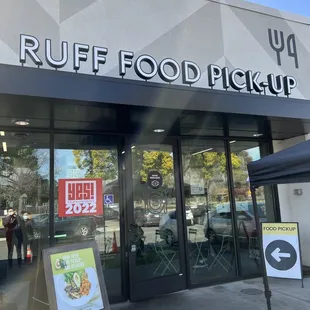 RUFF FOOD PICK-UP
YES!
2022
FOOD PICKUP